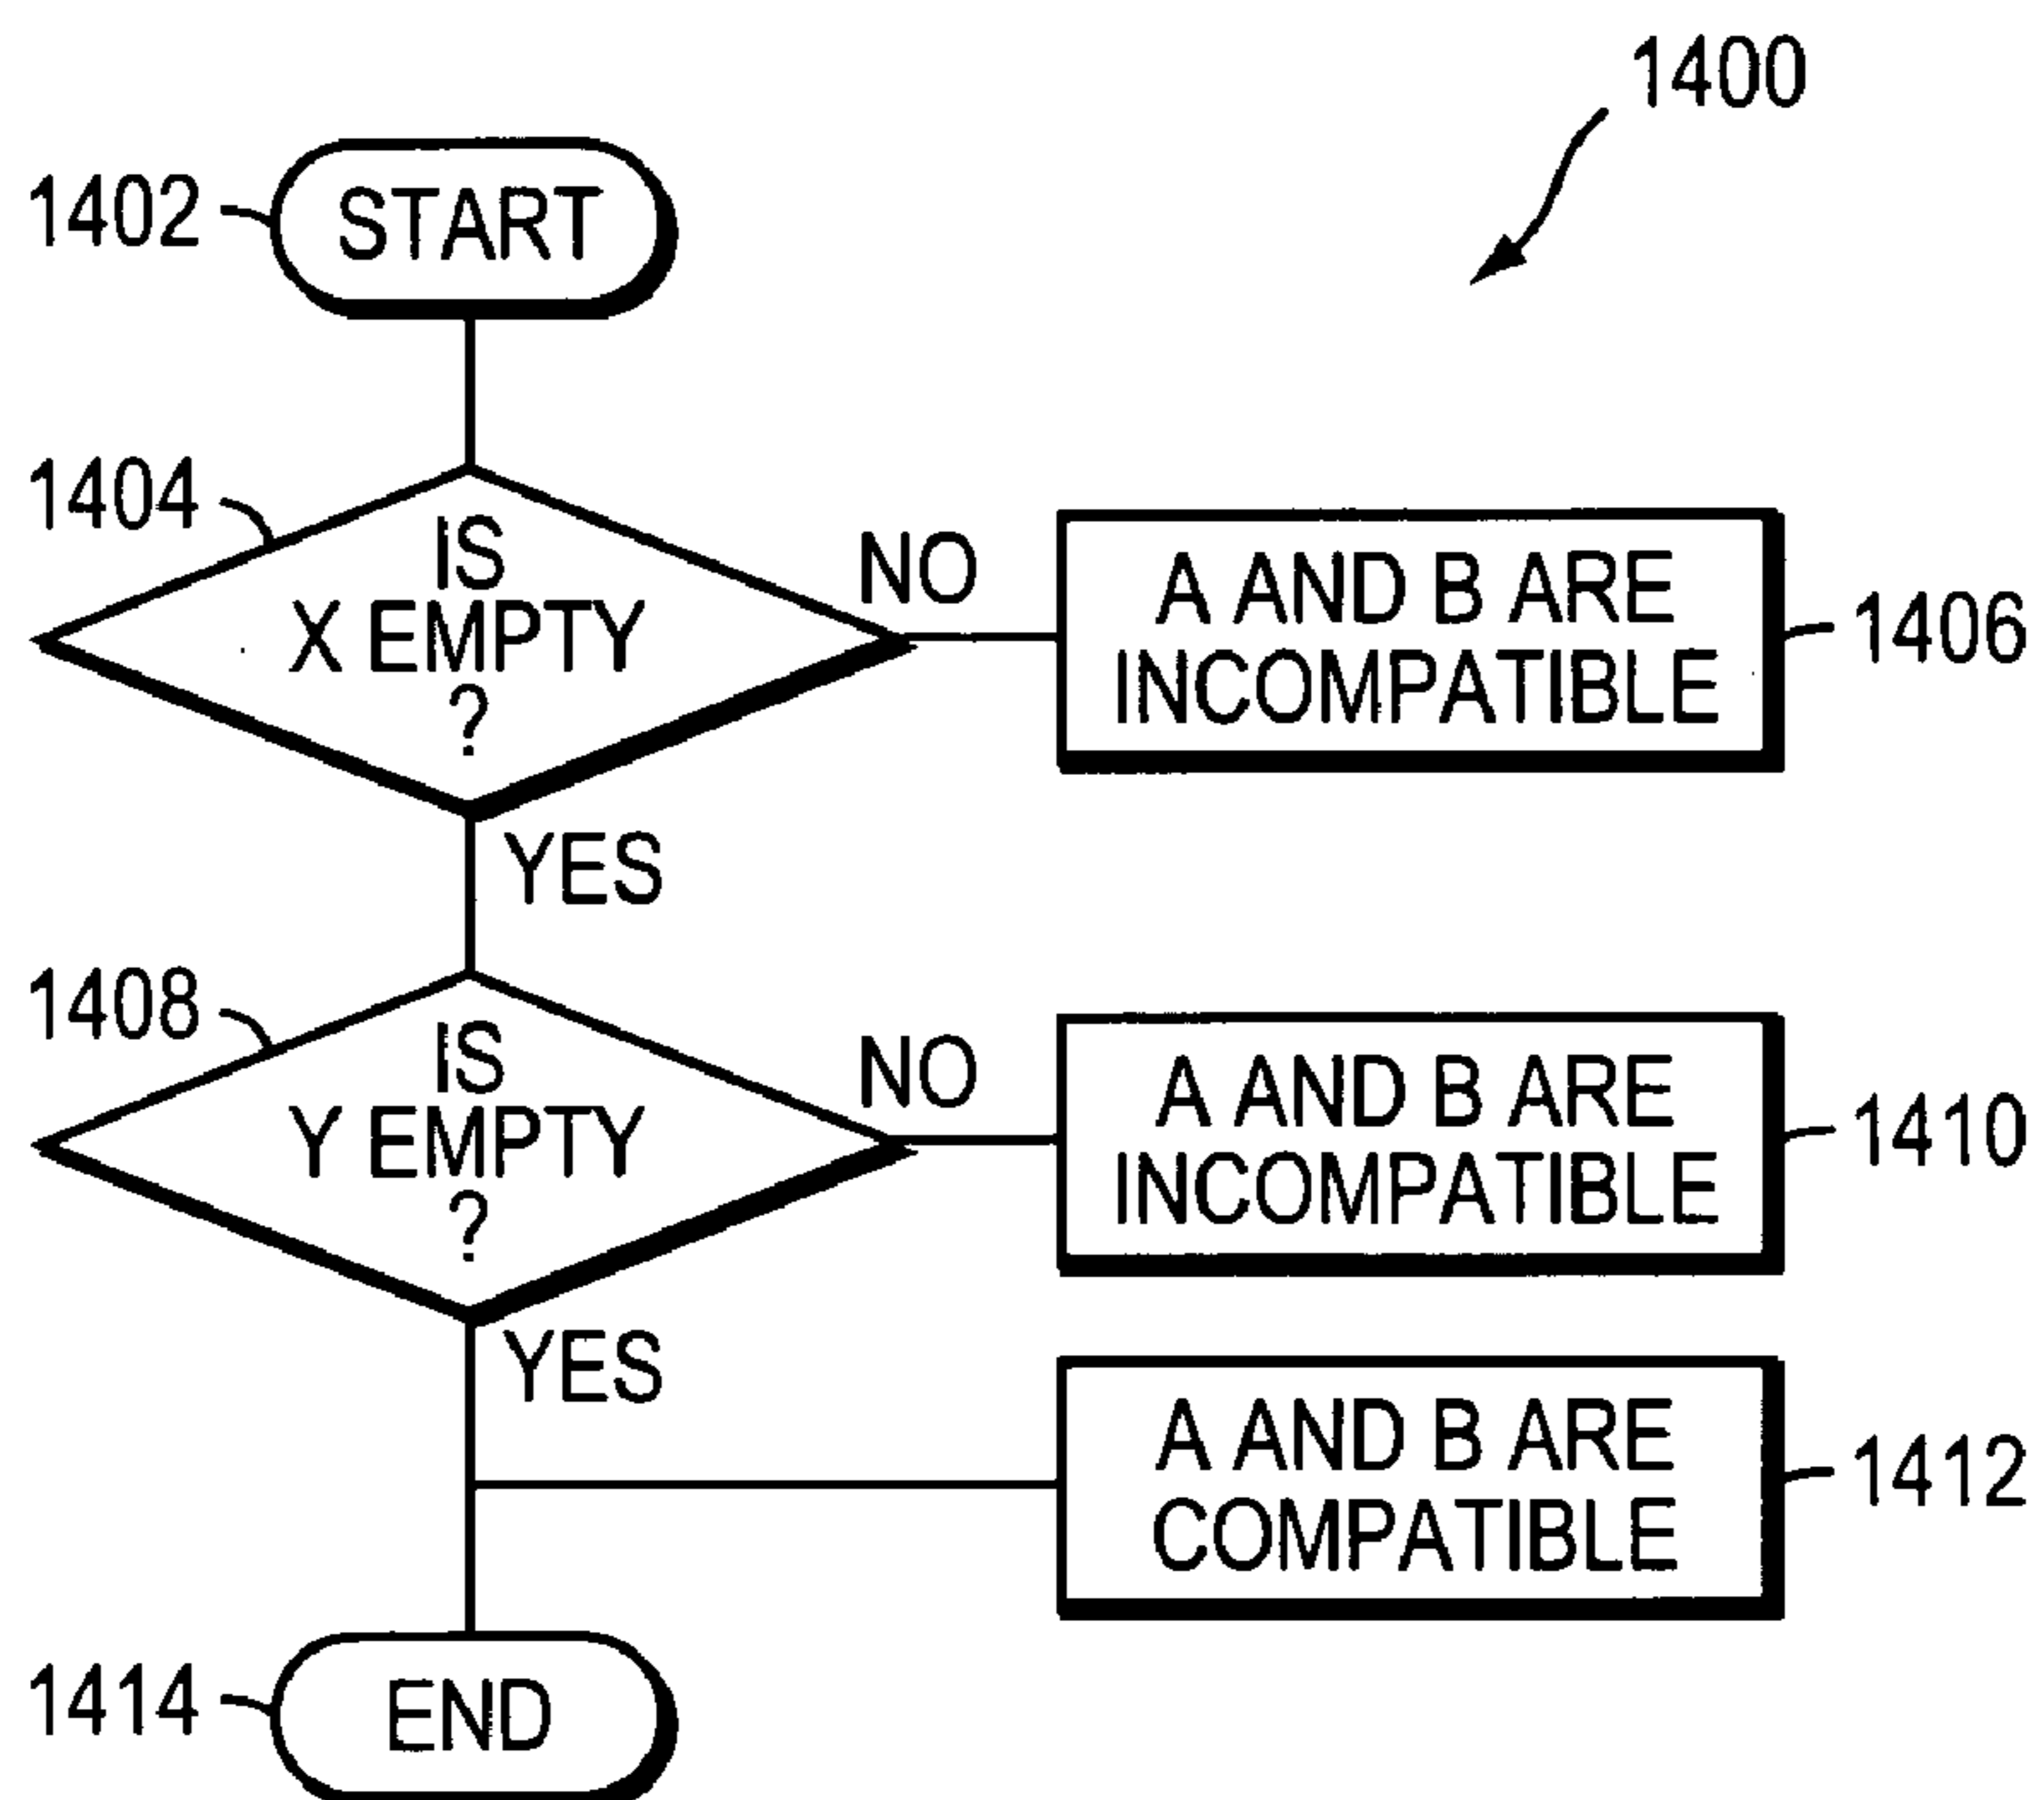 1400
1402
START
1404
IS
X EMPTY
?
NO
A AND B ARE
INCOMPATIBLE
1406
YES
1408
IS
Y EMPTY
?
NO
A AND B ARE
INCOMPATIBLE
1410
YES
A AND B ARE
COMPATIBLE
1412
1414
END